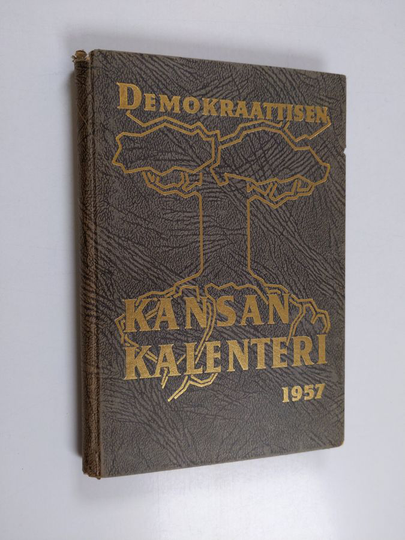 DEMOKRAATTISEN
KANSAN
KALENTERI
1957